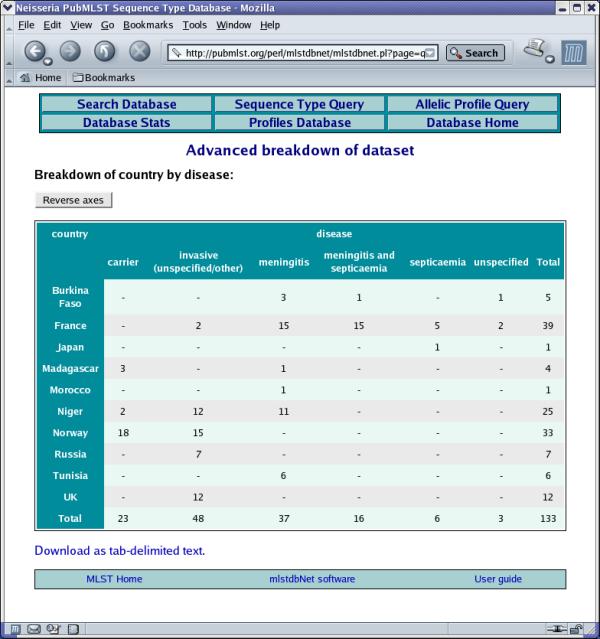 Neisseria PubMLST Sequence Type Database - Mozilla
File Edit View Go Bookmarks Tools Window Help
http://pubmlst.org/perl/mlstdbnet/mlstdbnet.pl?page=q Search
Home Bookmarks
Search Database Sequence Type Query Allelic Profile Query
Database Stats Profiles Database Database Home
Advanced breakdown of dataset
Breakdown of country by disease:
Reverse axes
country disease
carrier invasive (unspecified/other) meningitis meningitis and septicaemia septicaemia unspecified Total
Burkina Faso - - 3 1 - 1 5
France - 2 15 15 5 2 39
Japan - - - - 1 - 1
Madagascar 3 - 1 - - - 4
Morocco - - 1 - - - 1
Niger 2 12 11 - - - 25
Norway 18 15 - - - - 33
Russia - 7 - - - - 7
Tunisia - - 6 - - - 6
UK - 12 - - - - 12
Total 23 48 37 16 6 3 133
Download as tab-delimited text.
MLST Home mlstdbNet software User guide